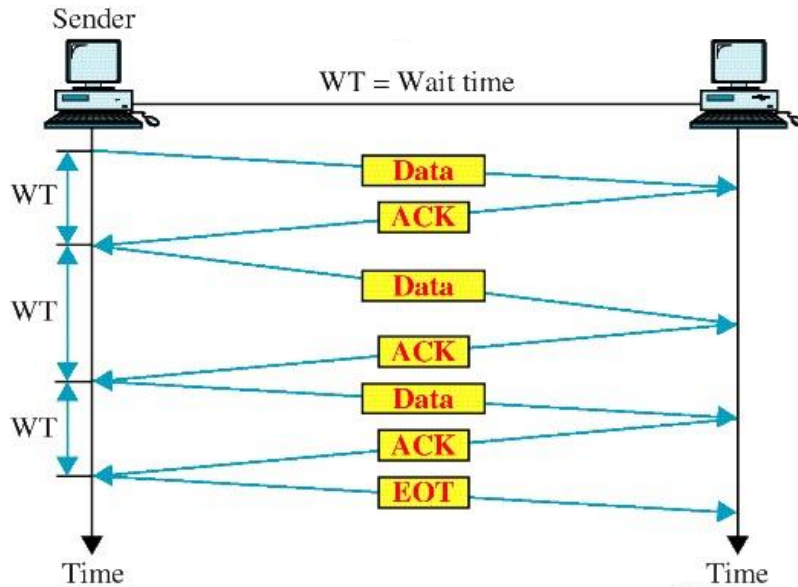 Sender
WT = Wait time
Data
WT
ACK
Data
WT
ACK
Data
WT
ACK
EOT
Time
Time